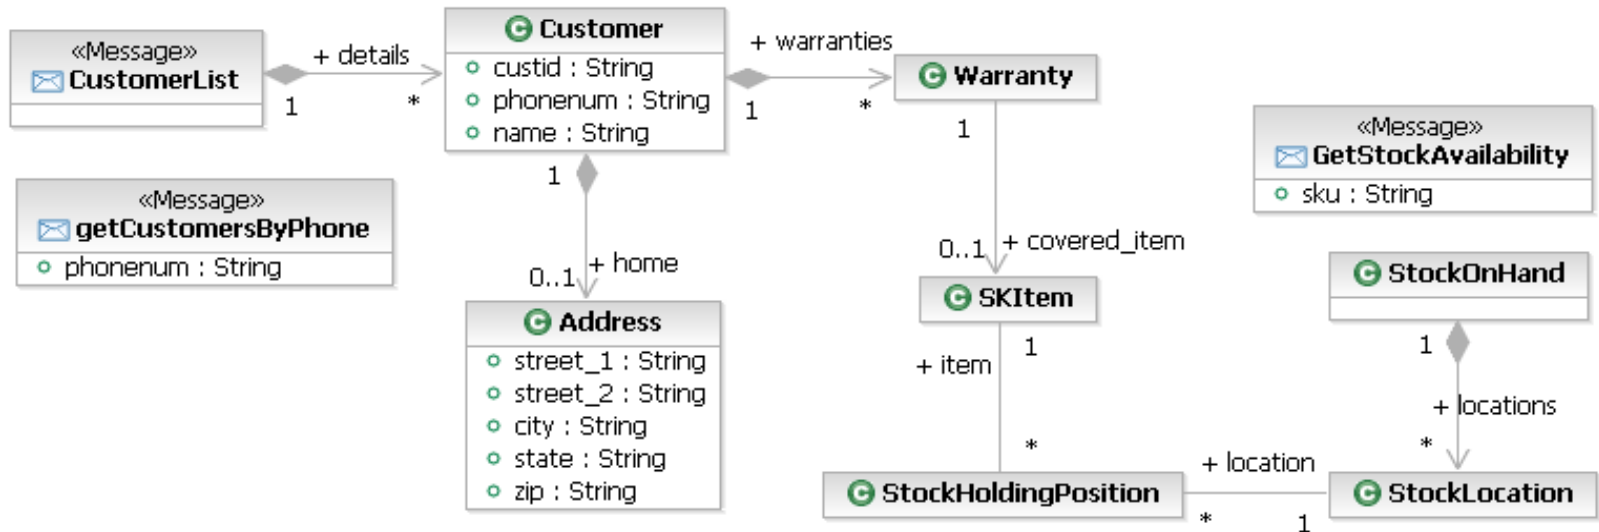 «Message»
CustomerList
+ details
1
*
C Customer
custid : String
phonenum : String
name : String
+ warranties
1
*
C Warranty
1
0..1
+ covered_item
«Message»
GetStockAvailability
sku : String
«Message»
getCustomersByPhone
phonenum : String
1
0..1
+ home
C Address
street_1 : String
street_2 : String
city : String
state : String
zip : String
C SKItem
1
+ item
*
C StockOnHand
1
+ locations
*
C StockHoldingPosition
+ location
*
1
C StockLocation